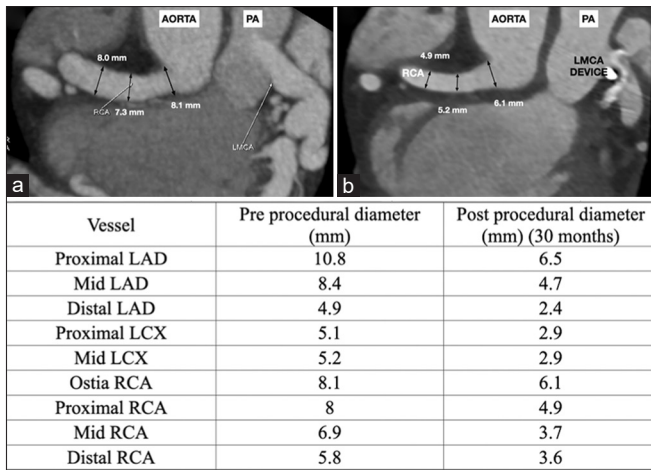 AORTA PA
8.0 mm
RCA 7.3 mm 8.1 mm
LMCA
a
AORTA PA
4.9 mm
LMCA
DEVICE
RCA
5.2 mm 6.1 mm
b
Vessel Pre procedural diameter (mm) Post procedural diameter (mm) (30 months)
Proximal LAD 10.8 6.5
Mid LAD 8.4 4.7
Distal LAD 4.9 2.4
Proximal LCX 5.1 2.9
Mid LCX 5.2 2.9
Ostia RCA 8.1 6.1
Proximal RCA 8 4.9
Mid RCA 6.9 3.7
Distal RCA 5.8 3.6